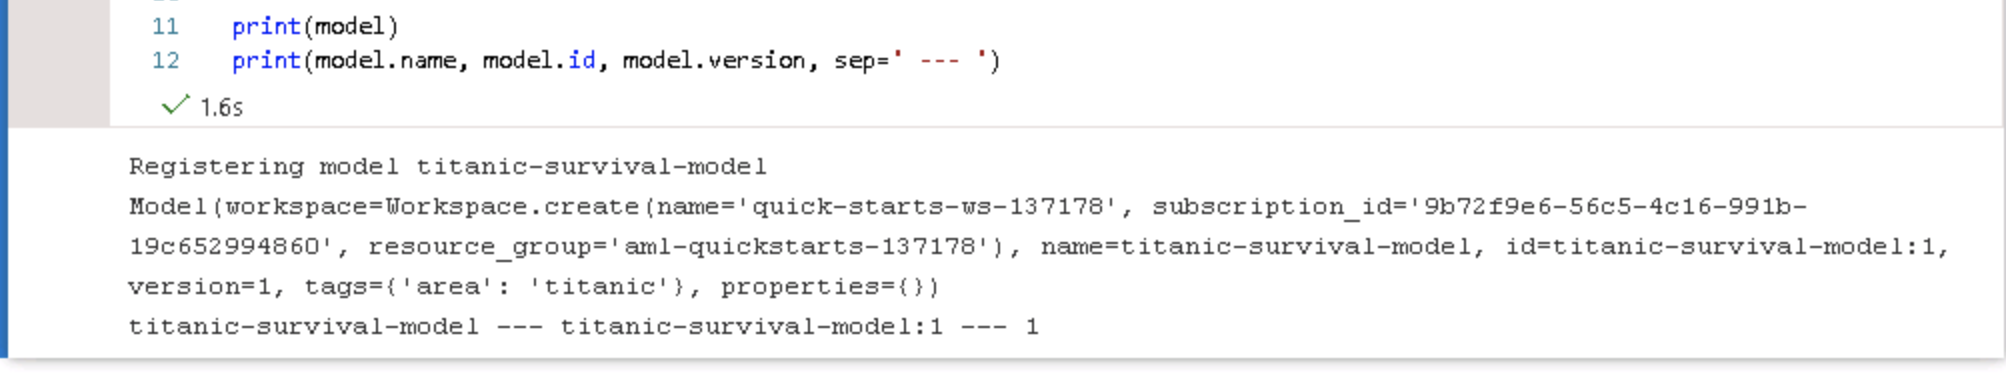 11 print(model)
12 print(model.name, model.id, model.version, sep=' --- ')
1.6s
Registering model titanic-survival-model
Model(workspace=Workspace.create(name='quick-starts-ws-137178', subscription_id='9b72f9e6-56c5-4c16-991b-
19c652994860', resource_group='aml-quickstarts-137178'), name=titanic-survival-model, id=titanic-survival-model:1,
version=1, tags={'area': 'titanic'}, properties={})
titanic-survival-model --- titanic-survival-model:1 --- 1